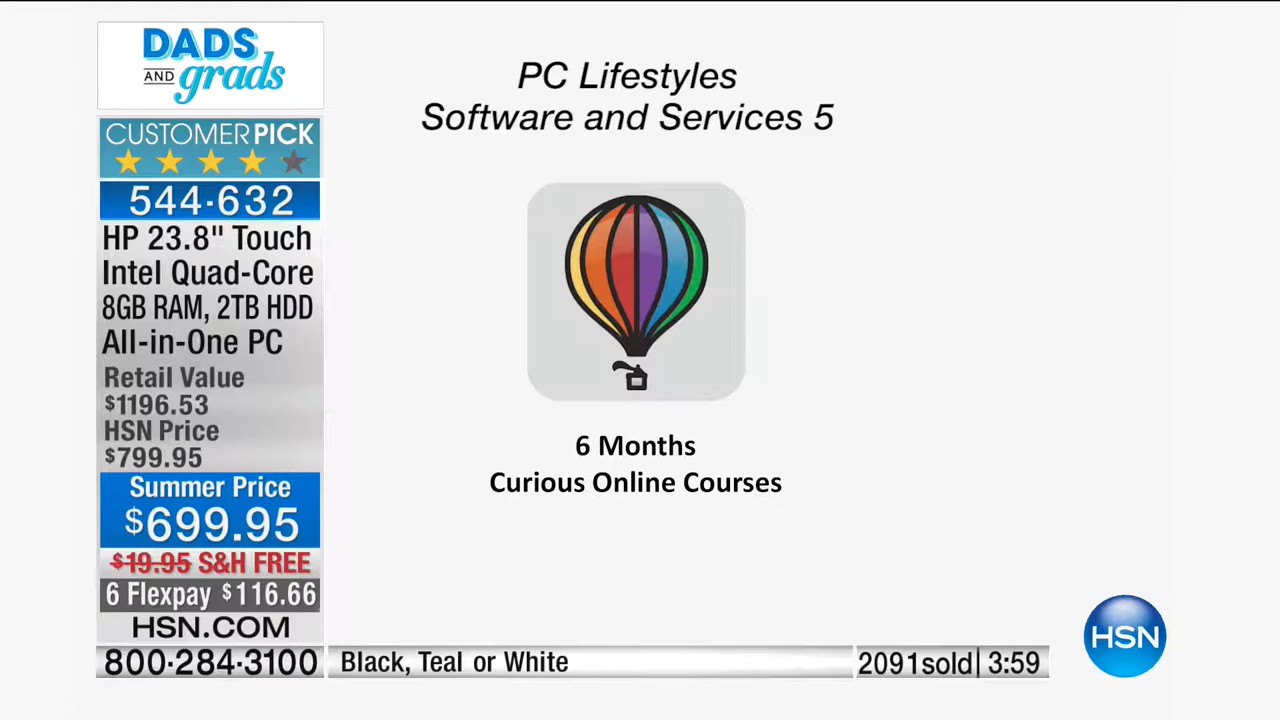 DADS
AND grads
CUSTOMER PICK
544-632
HP 23.8" Touch
Intel Quad-Core
8GB RAM, 2TB HDD
All-in-One PC
Retail Value
$1196.53
HSN Price
$799.95
Summer Price
$699.95
$19.95 S&H FREE
6 Flexpay $116.66
HSN.COM
800-284-3100
PC Lifestyles
Software and Services 5
6 Months
Curious Online Courses
Black, Teal or White
2091sold| 3:59
HSN